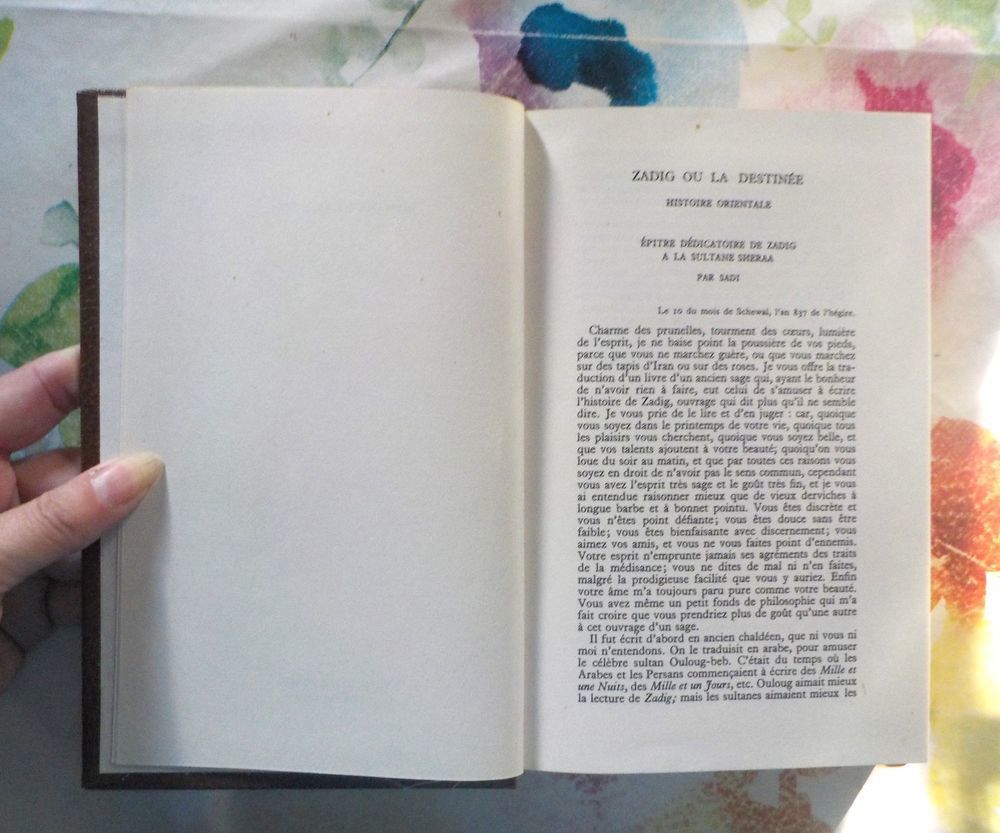 ZADIG OU LA DESTINÉE
HISTOIRE ORIENTALE
ÉPITRE DÉDICATOIRE DE ZADIG
A LA SULTANE SHERAA
PAR SADI
Le 10 du mois de Schewal, l'an 837 de l'hégire.
Charme des prunelles, tourment des cœurs, lumière
de l'esprit, je ne baise point la poussière de vos pieds,
parce que vous ne marchez guère, ou que vous marchez
sur des tapis d'Iran ou sur des roses. Je vous offre la tra-
duction d'un livre d'un ancien sage qui, ayant le bonheur
de n'avoir rien à faire, eut celui de s'amuser à écrire
l'histoire de Zadig, ouvrage qui dit plus qu'il ne semble
dire. Je vous prie de le lire et d'en juger : car, quoique
vous soyez dans le printemps de votre vie, quoique tous
les plaisirs vous cherchent, quoique vous soyez belle, et
que vos talents ajoutent à votre beauté; quoiqu'on vous
loue du soir au matin, et que par toutes ces raisons vous
soyez en droit de n'avoir pas le sens commun, cependant
vous avez l'esprit très sage et le goût très fin, et je vous
ai entendue raisonner mieux que de vieux derviches à
longue barbe et à bonnet pointu. Vous êtes discrète et
vous n'êtes point défiante; vous êtes douce sans être
faible; vous êtes bienfaisante avec discernement; vous
aimez vos amis, et vous ne vous faites point d'ennemis.
Votre esprit n'emprunte jamais ses agréments des traits
de la médisance; vous ne dites de mal ni n'en faites,
malgré la prodigieuse facilité que vous y auriez. Enfin
votre âme m'a toujours paru pure comme votre beauté.
Vous avez même un petit fonds de philosophie qui m'a
fait croire que vous prendriez plus de goût qu'une autre
à cet ouvrage d'un sage.
Il fut écrit d'abord en ancien chaldéen, que ni vous ni
moi n'entendons. On le traduisit en arabe, pour amuser
le célèbre sultan Ouloug-beb. C'était du temps où les
Arabes et les Persans commençaient à écrire des Mille et
une Nuits, des Mille et un Jours, etc. Ouloug aimait mieux
la lecture de Zadig; mais les sultanes aimaient mieux les